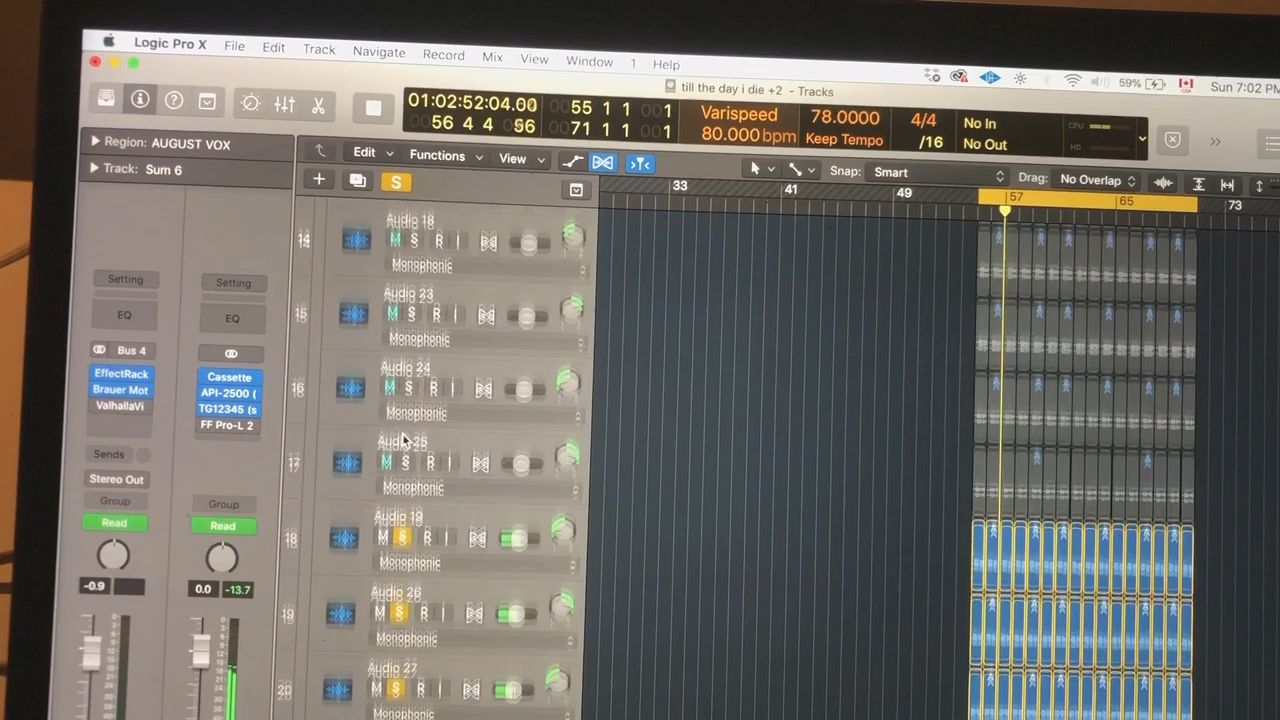 Logic Pro X File Edit Track Navigate Record Mix View Window 1 Help
59% Sun 7:02 PM
till the day i die +2 - Tracks
01:02:52:04.00 55 1 1 001 Varispeed 78.0000 4/4 No In CPU
56 4 4 96 71 1 1 001 80.000 bpm Keep Tempo /16 No Out HD
Region: AUGUST VOX
Edit Functions View Snap: Smart Drag: No Overlap
Track: Sum 6
S
33 41 49 57 65 73
14 Audio 18
M S R I
Monophonic
15 Audio 23
M S R I
Monophonic
16 Audio 24
M S R I
Monophonic
17 Audio 25
M S R I
Monophonic
18 Audio 19
M S R I
Monophonic
19 Audio 26
M S R I
Monophonic
20 Audio 27
M S R I
Monophonic
Setting Setting
EQ EQ
Bus 4
EffectRack Cassette
Brauer Mot API-2500 (
ValhallaVi TG12345 (s
FF Pro-L 2
Sends
Stereo Out
Group Group
Read Read
-0.9 0.0 -13.7